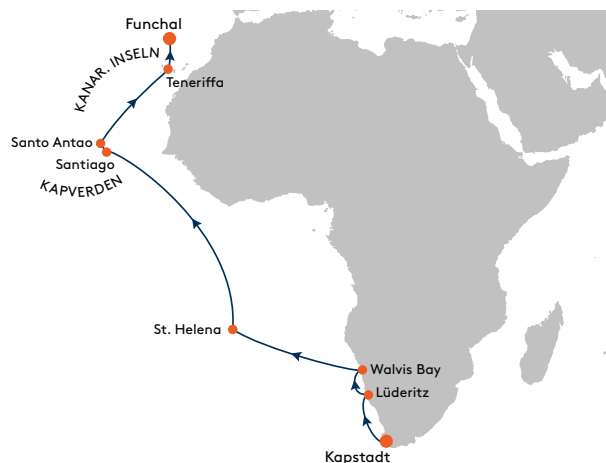 Funchal
KANAR. INSELN
Teneriffa
Santo Antao
Santiago
KAPVERDEN
St. Helena
Walvis Bay
Lüderitz
Kapstadt